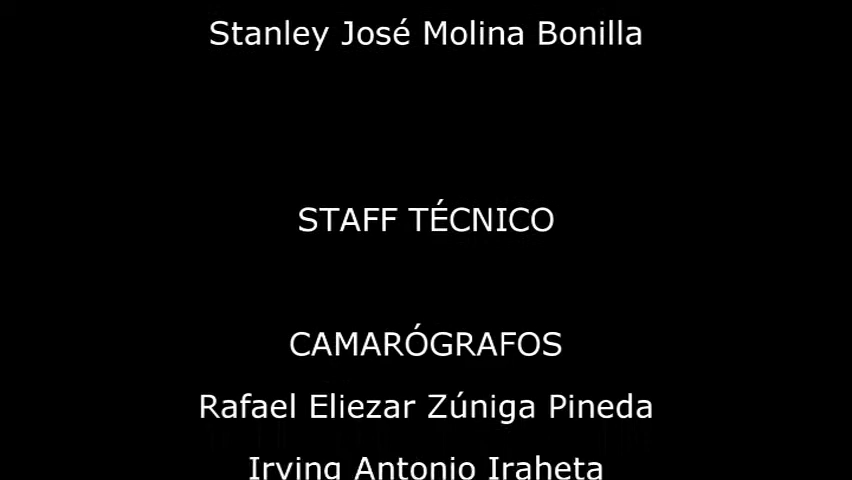 Stanley José Molina Bonilla
STAFF TÉCNICO
CAMARÓGRAFOS
Rafael Eliezar Zúniga Pineda
Irving Antonio Iraheta